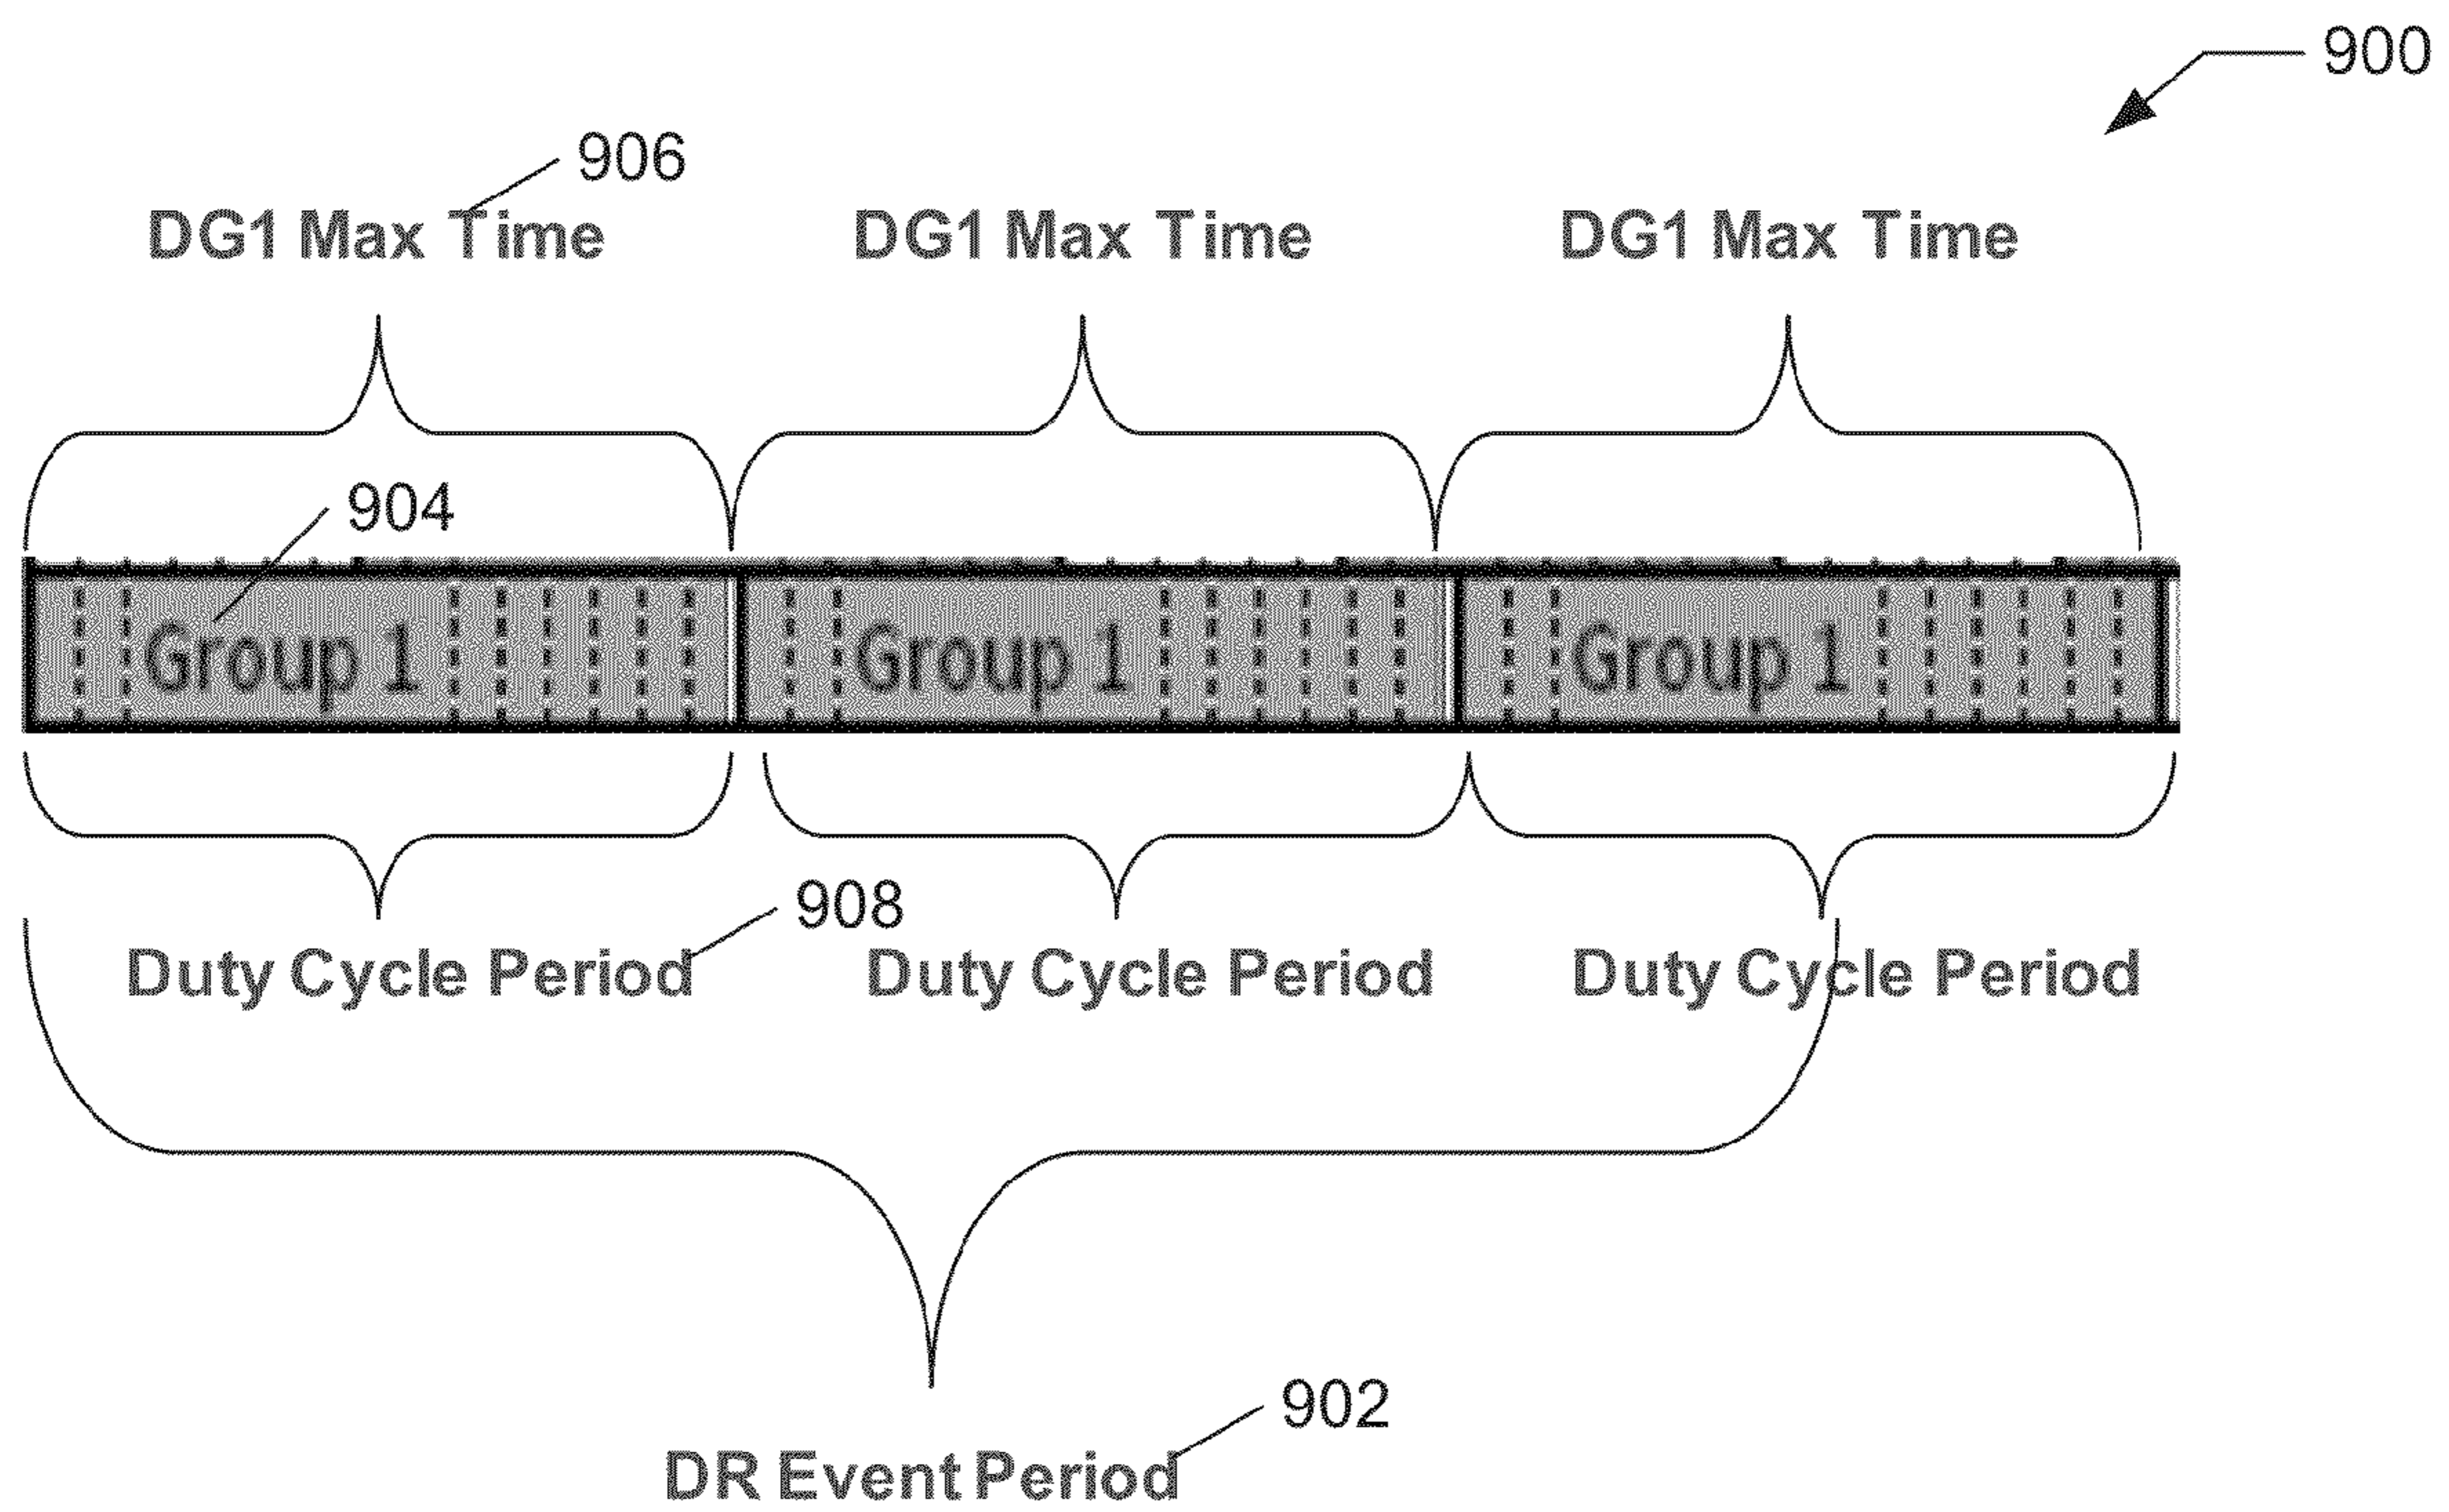 900
906
DG1 Max Time DG1 Max Time DG1 Max Time
904
Group 1 Group 1 Group 1
908
Duty Cycle Period Duty Cycle Period Duty Cycle Period
902
DR Event Period